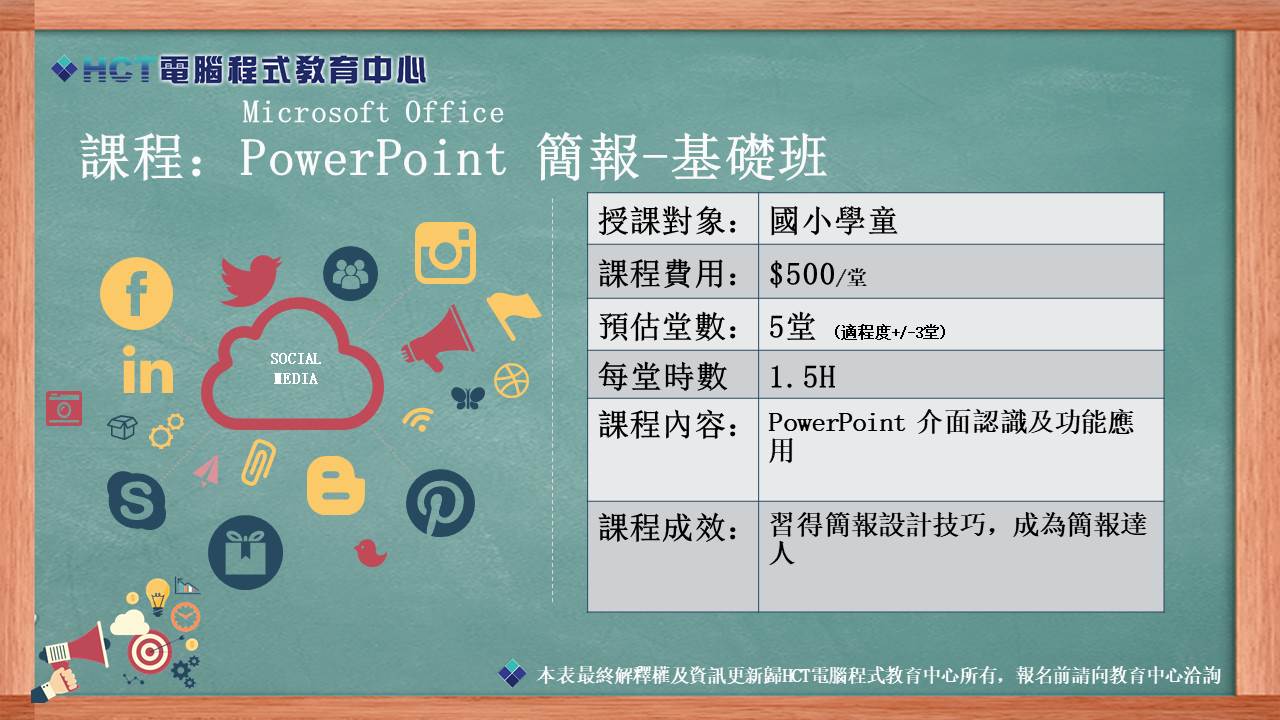 HCT電腦程式教育中心
Microsoft Office
課程：PowerPoint 簡報-基礎班
SOCIAL
MEDIA
授課對象： 國小學童
課程費用： $500/堂
預估堂數： 5堂 (適程度+/-3堂)
每堂時數 1.5H
課程內容： PowerPoint 介面認識及功能應
用
課程成效： 習得簡報設計技巧，成為簡報達
人
本表最終解釋權及資訊更新歸HCT電腦程式教育中心所有，報名前請向教育中心洽詢